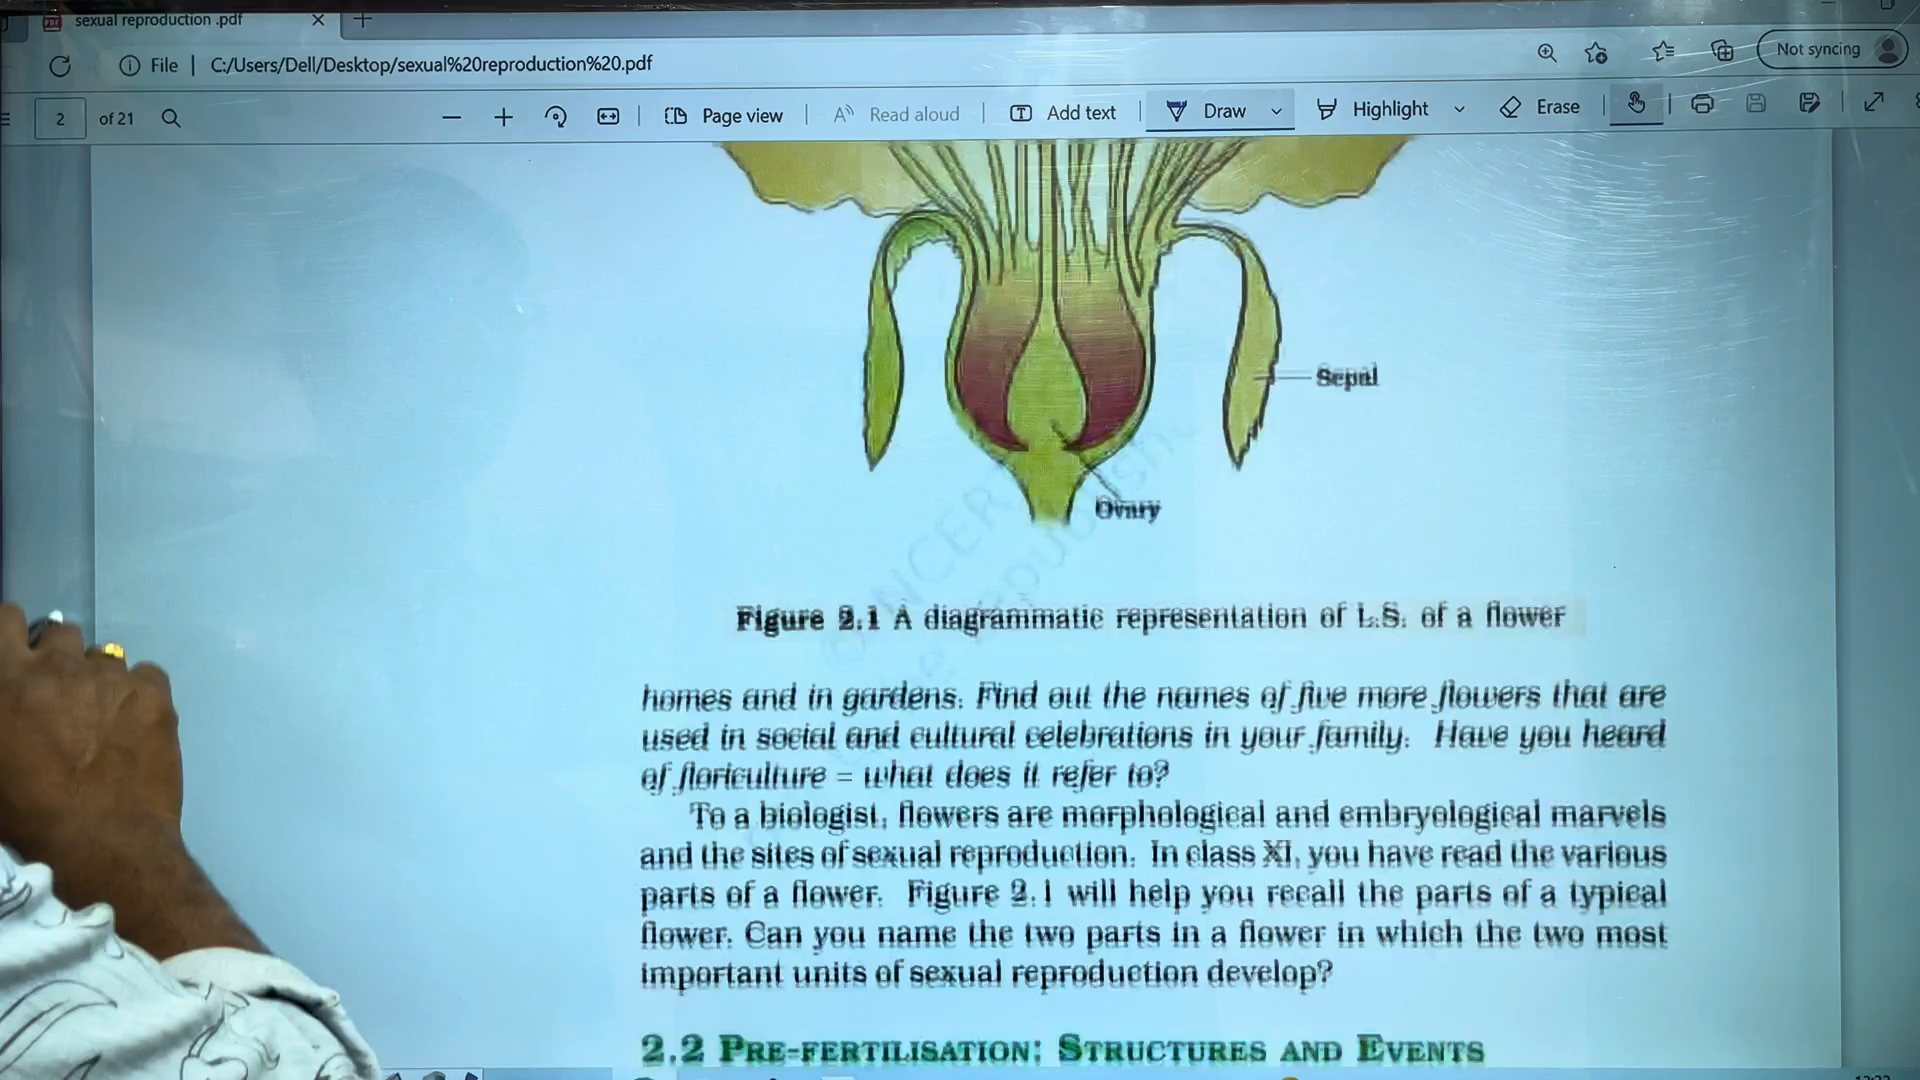 sexual reproduction .pdf
File | C:/Users/Dell/Desktop/sexual%20reproduction%20.pdf
Not syncing
2 of 21
Page view
Read aloud
Add text
Draw
Highlight
Erase
Sepal
Ovary
Figure 2.1 A diagrammatic representation of L.S. of a flower
homes and in gardens. Find out the names of five more flowers that are
used in social and cultural celebrations in your family. Have you heard
of floriculture – what does it refer to?
To a biologist, flowers are morphological and embryological marvels
and the sites of sexual reproduction. In class XI, you have read the various
parts of a flower. Figure 2.1 will help you recall the parts of a typical
flower. Can you name the two parts in a flower in which the two most
important units of sexual reproduction develop?
2.2 PRE-FERTILISATION: STRUCTURES AND EVENTS